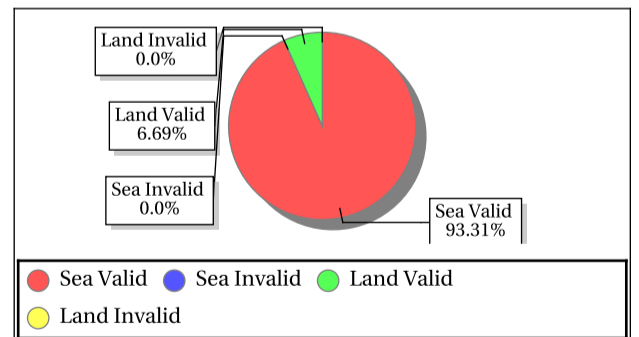 Land Invalid
0.0%
Land Valid
6.69%
Sea Invalid
0.0%
Sea Valid
93.31%
Sea Valid Sea Invalid Land Valid
Land Invalid